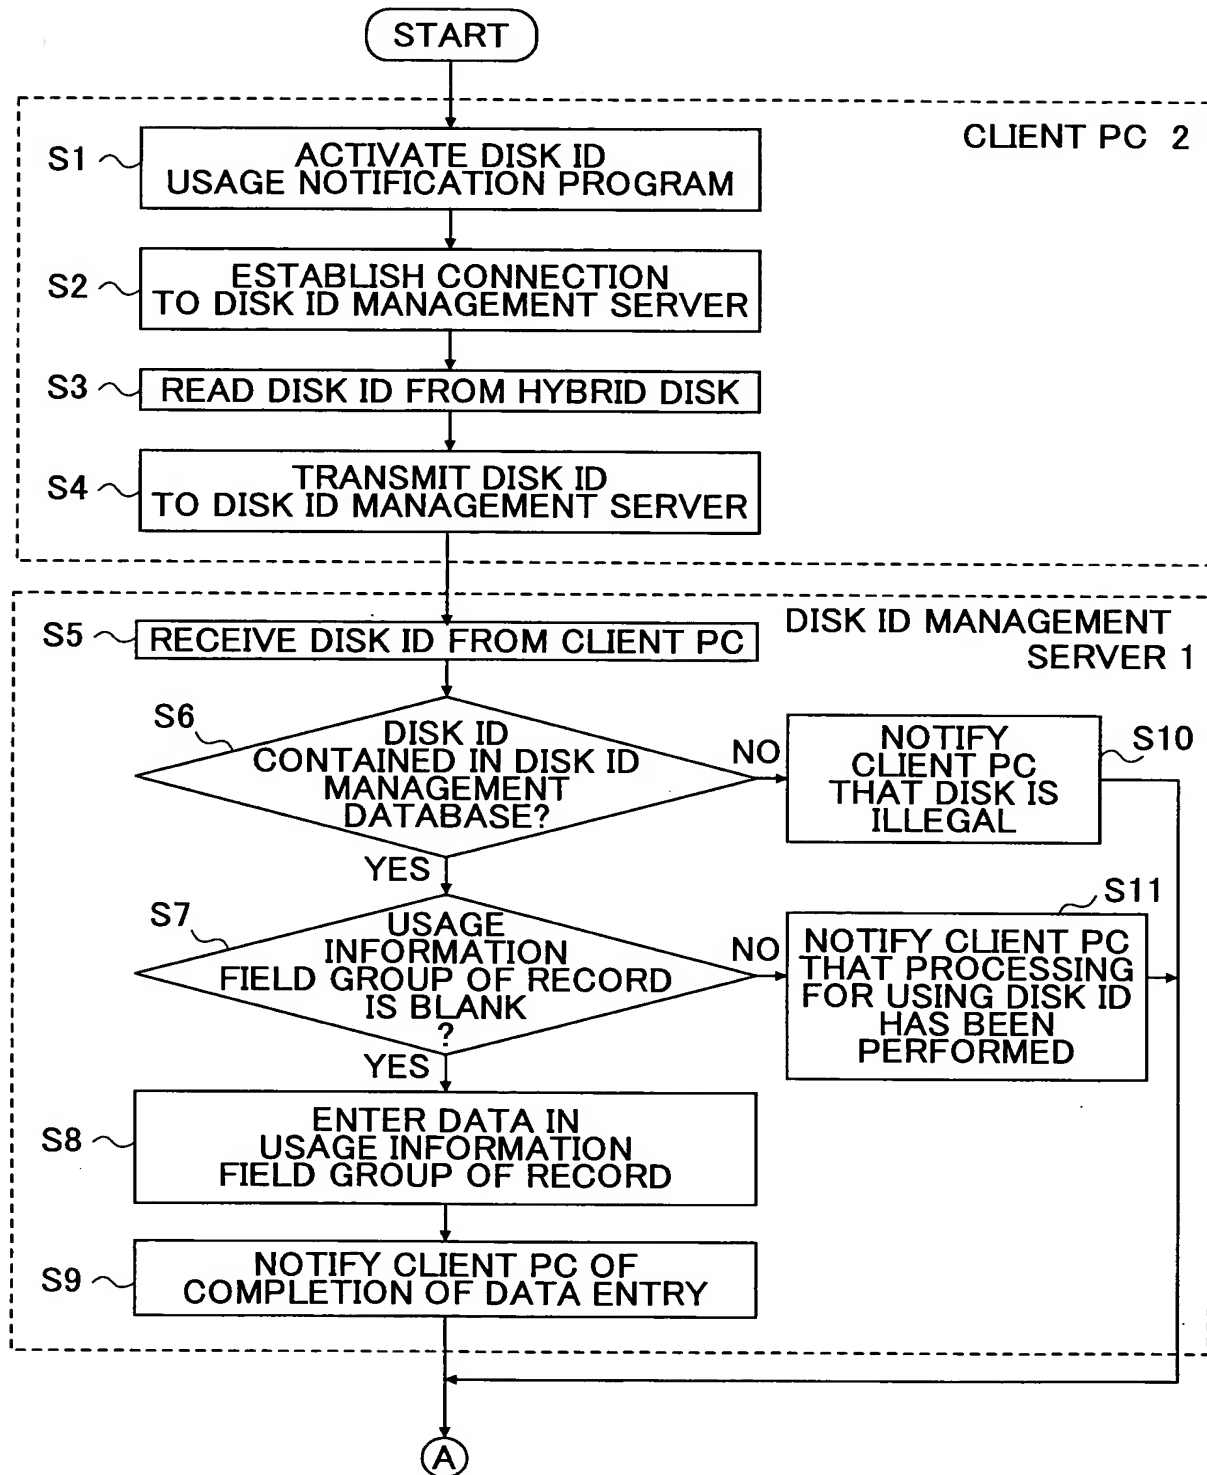 START
CLIENT PC 2
S1
ACTIVATE DISK ID
USAGE NOTIFICATION PROGRAM
S2
ESTABLISH CONNECTION
TO DISK ID MANAGEMENT SERVER
S3
READ DISK ID FROM HYBRID DISK
S4
TRANSMIT DISK ID
TO DISK ID MANAGEMENT SERVER
DISK ID MANAGEMENT
SERVER 1
S5
RECEIVE DISK ID FROM CLIENT PC
S6
DISK ID
CONTAINED IN DISK ID
MANAGEMENT
DATABASE?
NO
NOTIFY
CLIENT PC
THAT DISK IS
ILLEGAL
S10
YES
S7
USAGE
INFORMATION
FIELD GROUP OF RECORD
IS BLANK
?
NO
S11
NOTIFY CLIENT PC
THAT PROCESSING
FOR USING DISK ID
HAS BEEN
PERFORMED
YES
S8
ENTER DATA IN
USAGE INFORMATION
FIELD GROUP OF RECORD
S9
NOTIFY CLIENT PC OF
COMPLETION OF DATA ENTRY
A